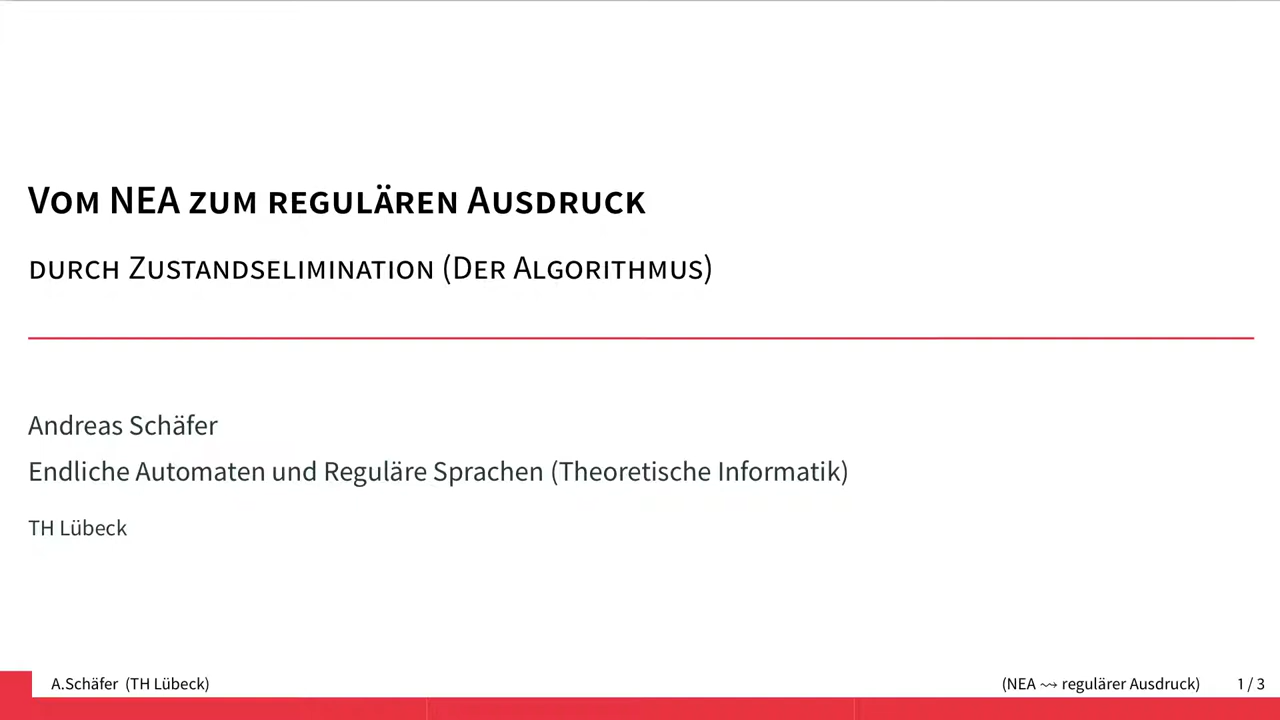 Vom NEA zum regulären Ausdruck
durch Zustandselimination (Der Algorithmus)
Andreas Schäfer
Endliche Automaten und Reguläre Sprachen (Theoretische Informatik)
TH Lübeck
A.Schäfer (TH Lübeck) (NEA ⇝ regulärer Ausdruck) 1 / 3